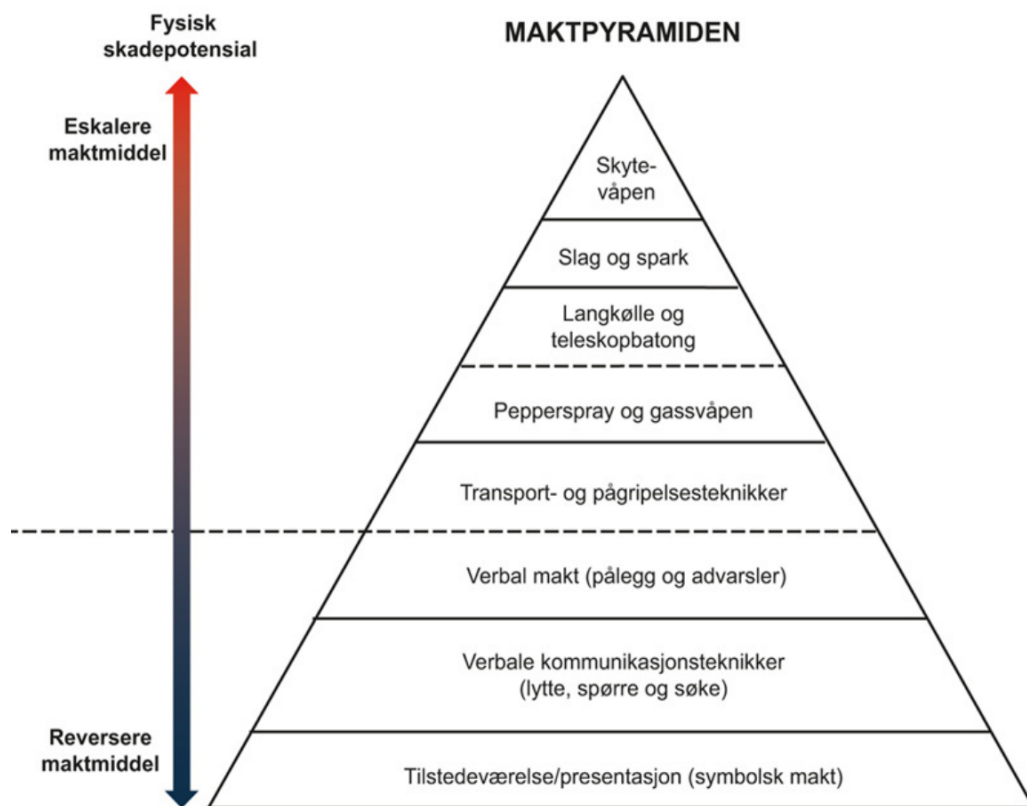 Fysisk
skadepotensial
MAKTPYRAMIDEN
Eskalere
maktmiddel
Skyte-
våpen
Slag og spark
Langkølle og
teleskopbatong
Pepperspray og gassvåpen
Transport- og pågripelsesteknikker
Verbal makt (pålegg og advarsler)
Verbale kommunikasjonsteknikker
(lytte, spørre og søke)
Reversere
maktmiddel
Tilstedeværelse/presentasjon (symbolsk makt)